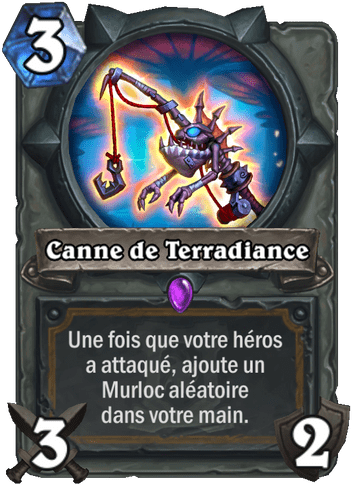 3
Canne de Terradiance
Une fois que votre héros
a attaqué, ajoute un
Murloc aléatoire
dans votre main.
3
2